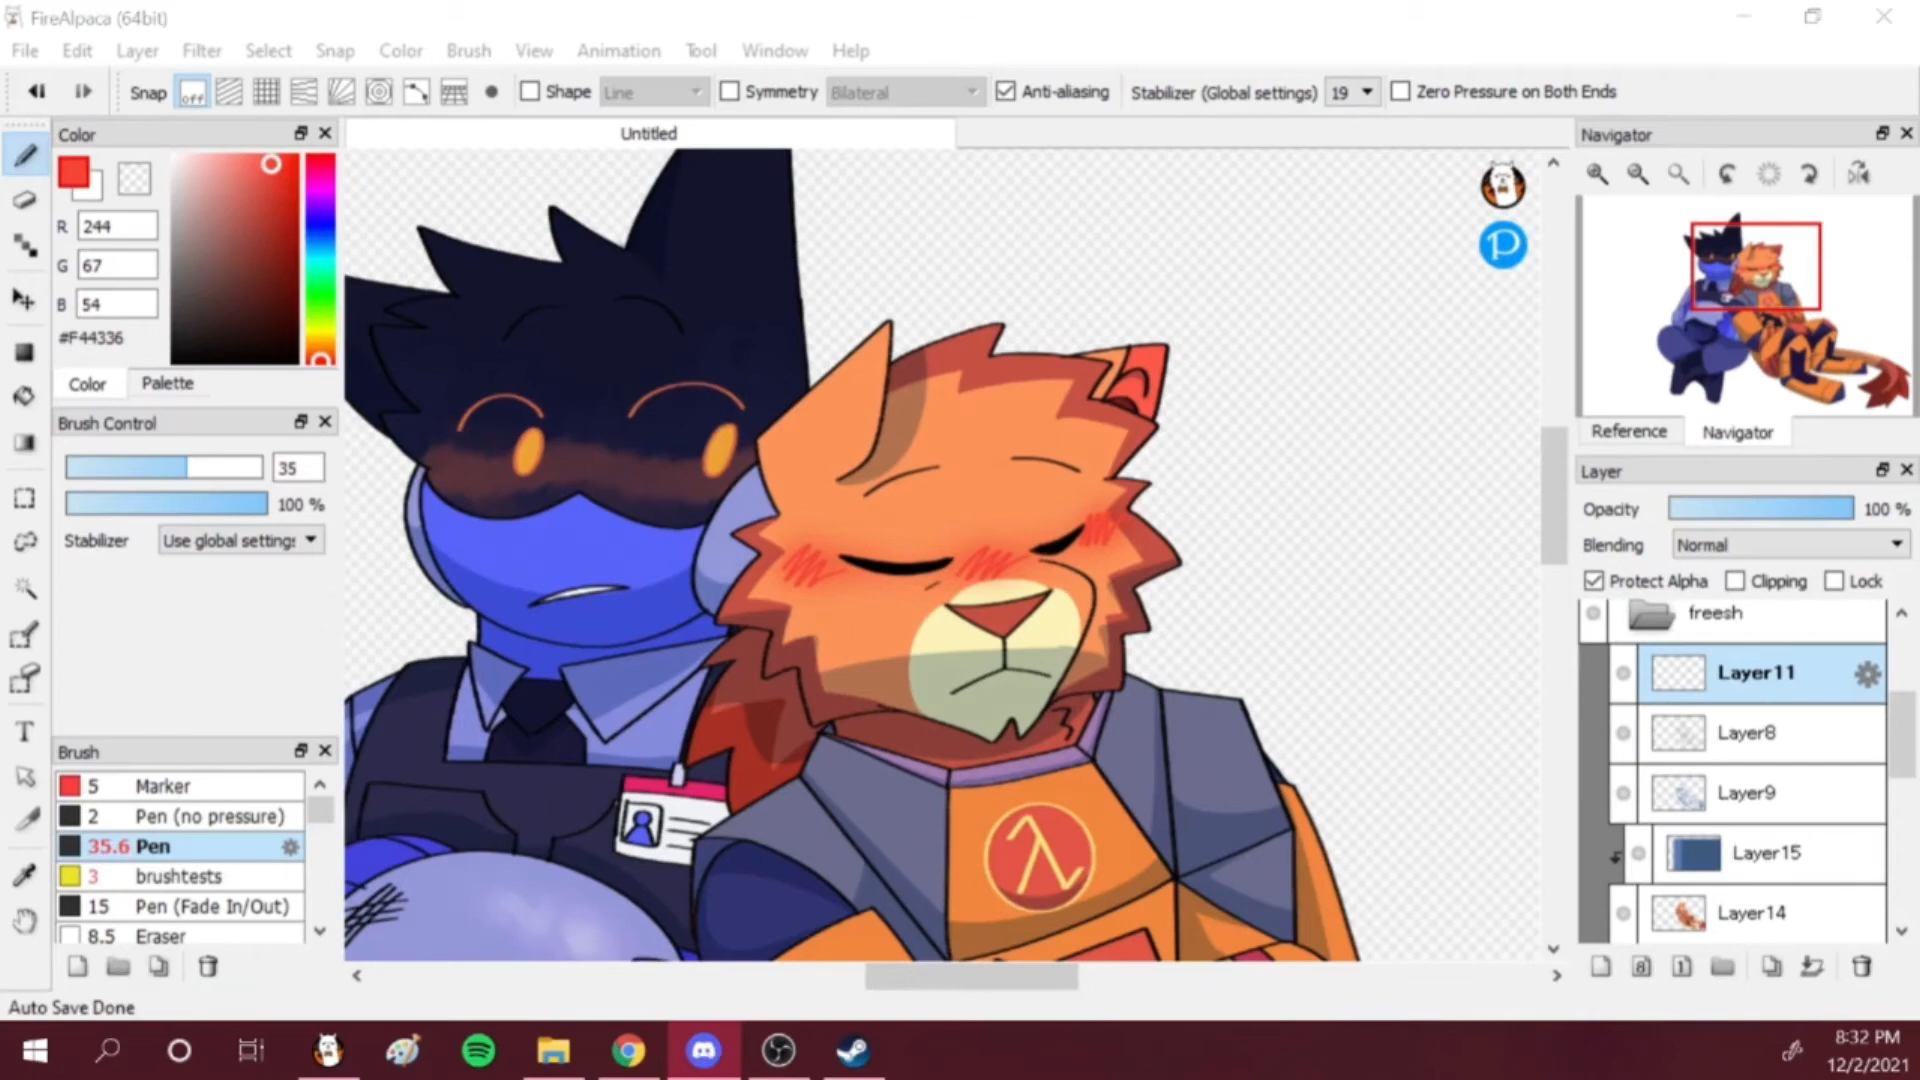 FireAlpaca (64bit)
File Edit Layer Filter Select Snap Color Brush View Animation Tool Window Help
Snap off Shape Line Symmetry Bilateral Anti-aliasing Stabilizer (Global settings) 19 Zero Pressure on Both Ends
Color
Untitled
Navigator
R 244
G 67
B 54
#F44336
Color Palette
Brush Control
35
100 %
Stabilizer Use global setting:
Brush
5 Marker
2 Pen (no pressure)
35.6 Pen
3 brushtests
15 Pen (Fade In/Out)
8.5 Eraser
λ
P
Reference Navigator
Layer
Opacity 100 %
Blending Normal
Protect Alpha Clipping Lock
freesh
Layer11
Layer8
Layer9
Layer15
Layer14
8 1
Auto Save Done
8:32 PM
12/2/2021